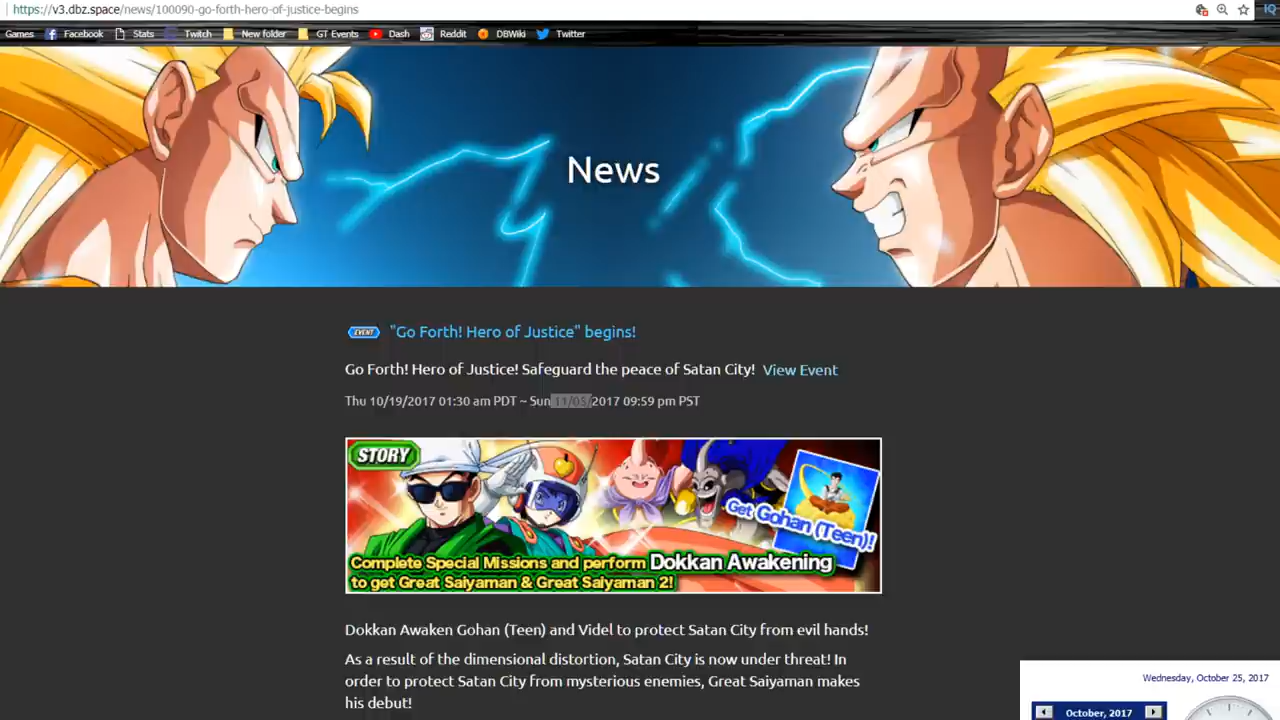 https://v3.dbz.space/news/100090-go-forth-hero-of-justice-begins
Games Facebook Stats Twitch New folder GT Events Dash Reddit DBWiki Twitter
News
EVENT "Go Forth! Hero of Justice" begins!
Go Forth! Hero of Justice! Safeguard the peace of Satan City! View Event
Thu 10/19/2017 01:30 am PDT ~ Sun 11/05/2017 09:59 pm PST
STORY
Get Gohan (Teen)!
Complete Special Missions and perform Dokkan Awakening
to get Great Saiyaman & Great Saiyaman 2!
Dokkan Awaken Gohan (Teen) and Videl to protect Satan City from evil hands!
As a result of the dimensional distortion, Satan City is now under threat! In
order to protect Satan City from mysterious enemies, Great Saiyaman makes
his debut!
Wednesday, October 25, 2017
October, 2017